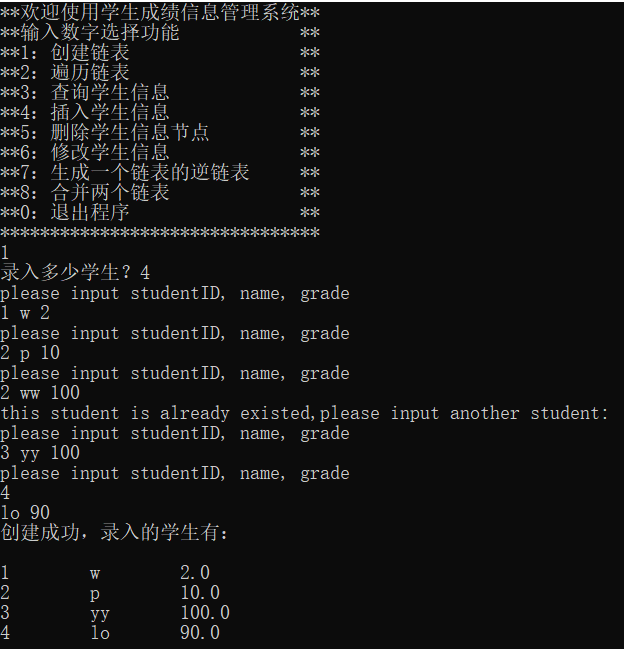 **欢迎使用学生成绩信息管理系统**
**输入数字选择功能            **
**1：创建链表                 **
**2：遍历链表                 **
**3：查询学生信息             **
**4：插入学生信息             **
**5：删除学生信息节点         **
**6：修改学生信息             **
**7：生成一个链表的逆链表     **
**8：合并两个链表             **
**0：退出程序                 **
********************************
1
录入多少学生？4
please input studentID, name, grade
1 w 2
please input studentID, name, grade
2 p 10
please input studentID, name, grade
2 ww 100
this student is already existed,please input another student:
please input studentID, name, grade
3 yy 100
please input studentID, name, grade
4
lo 90
创建成功，录入的学生有：
1        w        2.0
2        p        10.0
3        yy       100.0
4        lo       90.0